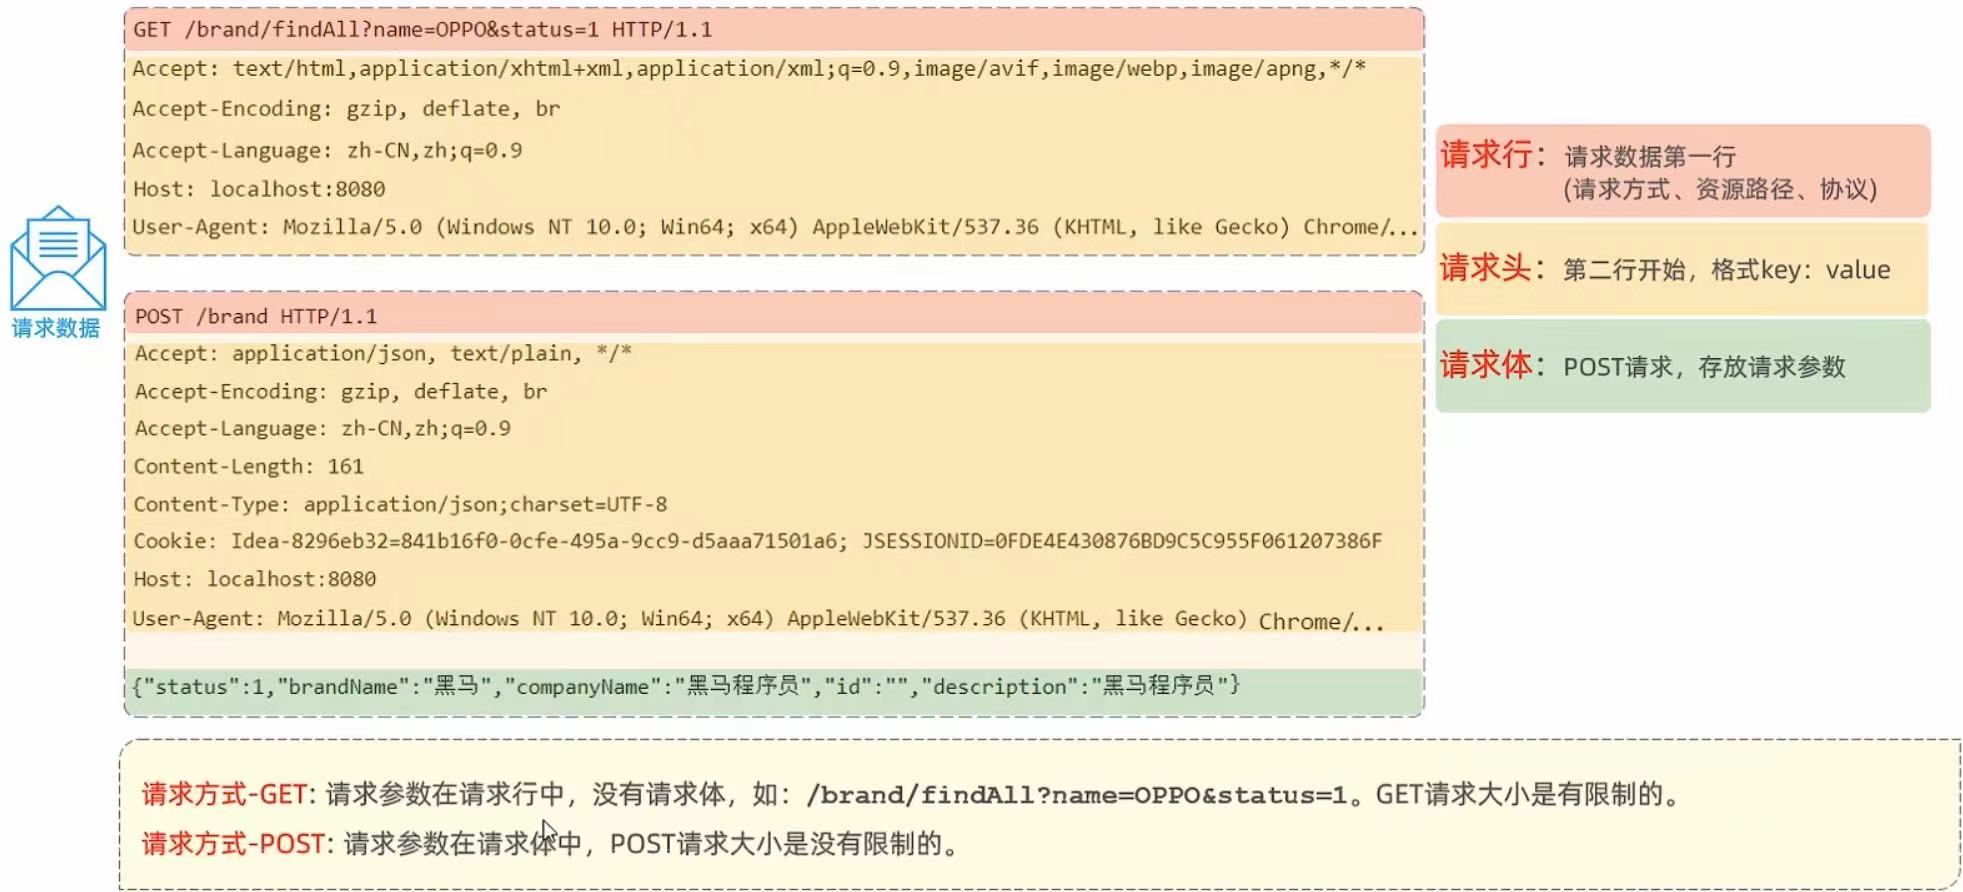 GET /brand/findAll?name=OPPO&status=1 HTTP/1.1
Accept: text/html,application/xhtml+xml,application/xml;q=0.9,image/avif,image/webp,image/apng,*/*
Accept-Encoding: gzip, deflate, br
Accept-Language: zh-CN,zh;q=0.9
Host: localhost:8080
User-Agent: Mozilla/5.0 (Windows NT 10.0; Win64; x64) AppleWebKit/537.36 (KHTML, like Gecko) Chrome/...
请求数据
POST /brand HTTP/1.1
Accept: application/json, text/plain, */*
Accept-Encoding: gzip, deflate, br
Accept-Language: zh-CN,zh;q=0.9
Content-Length: 161
Content-Type: application/json;charset=UTF-8
Cookie: Idea-8296eb32=841b16f0-0cfe-495a-9cc9-d5aaa71501a6; JSESSIONID=0FDE4E430876BD9C5C955F061207386F
Host: localhost:8080
User-Agent: Mozilla/5.0 (Windows NT 10.0; Win64; x64) AppleWebKit/537.36 (KHTML, like Gecko) Chrome/...
{"status":1,"brandName":"黑马","companyName":"黑马程序员","id":"","description":"黑马程序员"}
请求行：请求数据第一行
(请求方式、资源路径、协议)
请求头：第二行开始，格式key：value
请求体：POST请求，存放请求参数
请求方式-GET: 请求参数在请求行中，没有请求体，如：/brand/findAll?name=OPPO&status=1。GET请求大小是有限制的。
请求方式-POST: 请求参数在请求体中，POST请求大小是没有限制的。